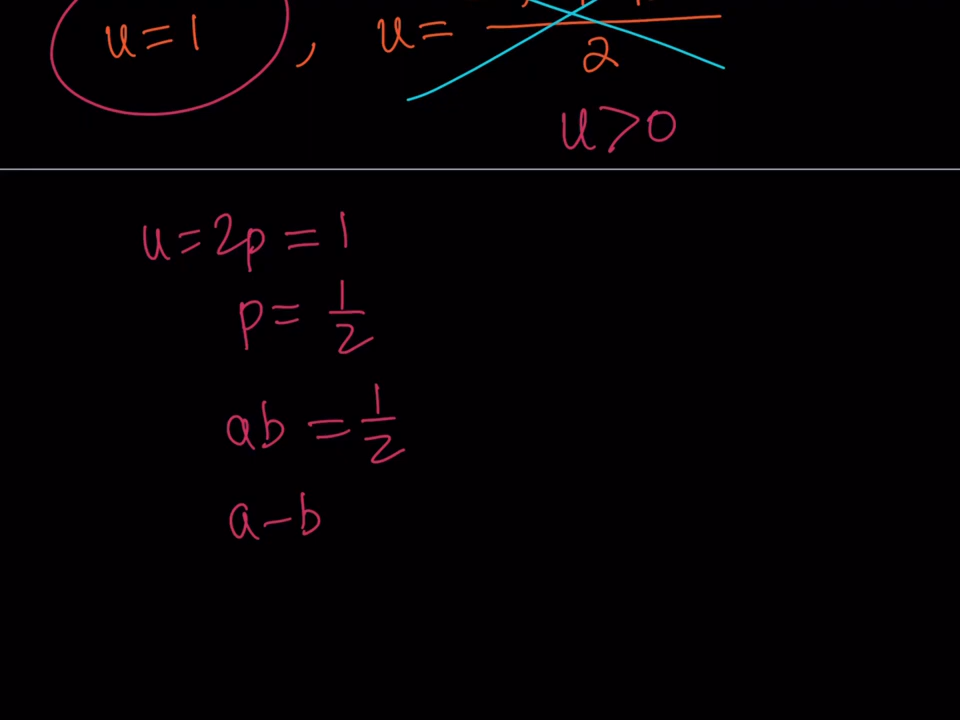 u=1 , u= 2
u>0
u=2p=1
p= 1/2
ab = 1/2
a-b